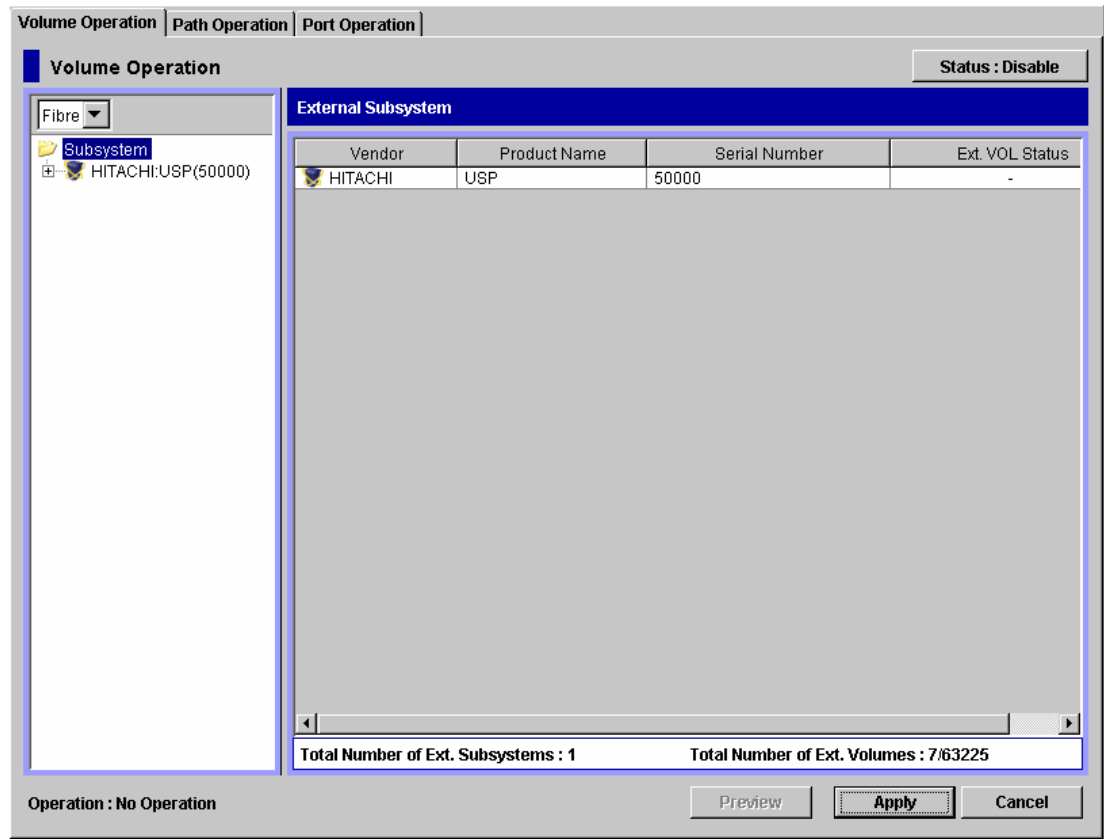 Volume Operation Path Operation Port Operation
Volume Operation
Status : Disable
Fibre
Subsystem
HITACHI:USP(50000)
External Subsystem
Vendor Product Name Serial Number Ext. VOL Status
HITACHI USP 50000 -
Total Number of Ext. Subsystems : 1 Total Number of Ext. Volumes : 7/63225
Operation : No Operation
Preview Apply Cancel